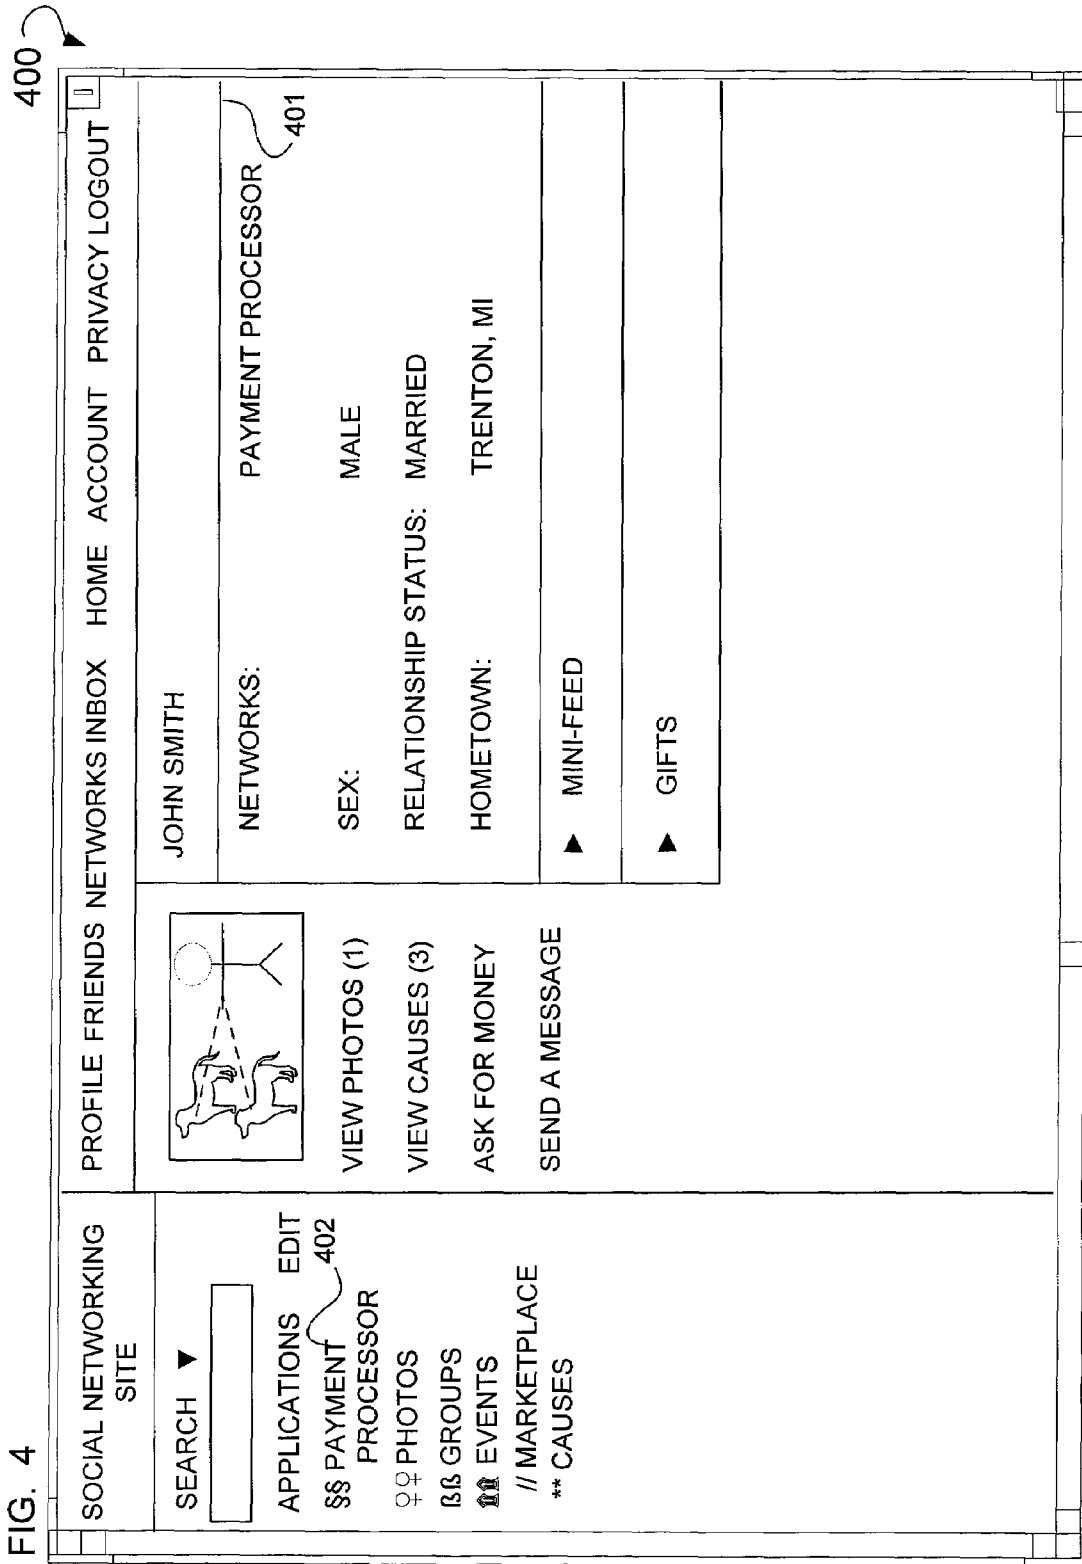 FIG. 4
400
SOCIAL NETWORKING
SITE
PROFILE FRIENDS NETWORKS INBOX HOME ACCOUNT PRIVACY LOGOUT
SEARCH ▼
APPLICATIONS EDIT
§§ PAYMENT
PROCESSOR
402
♀♀ PHOTOS
ßß GROUPS
EVENTS
// MARKETPLACE
** CAUSES
VIEW PHOTOS (1)
VIEW CAUSES (3)
ASK FOR MONEY
SEND A MESSAGE
JOHN SMITH
401
NETWORKS: PAYMENT PROCESSOR
SEX: MALE
RELATIONSHIP STATUS: MARRIED
HOMETOWN: TRENTON, MI
► MINI-FEED
► GIFTS